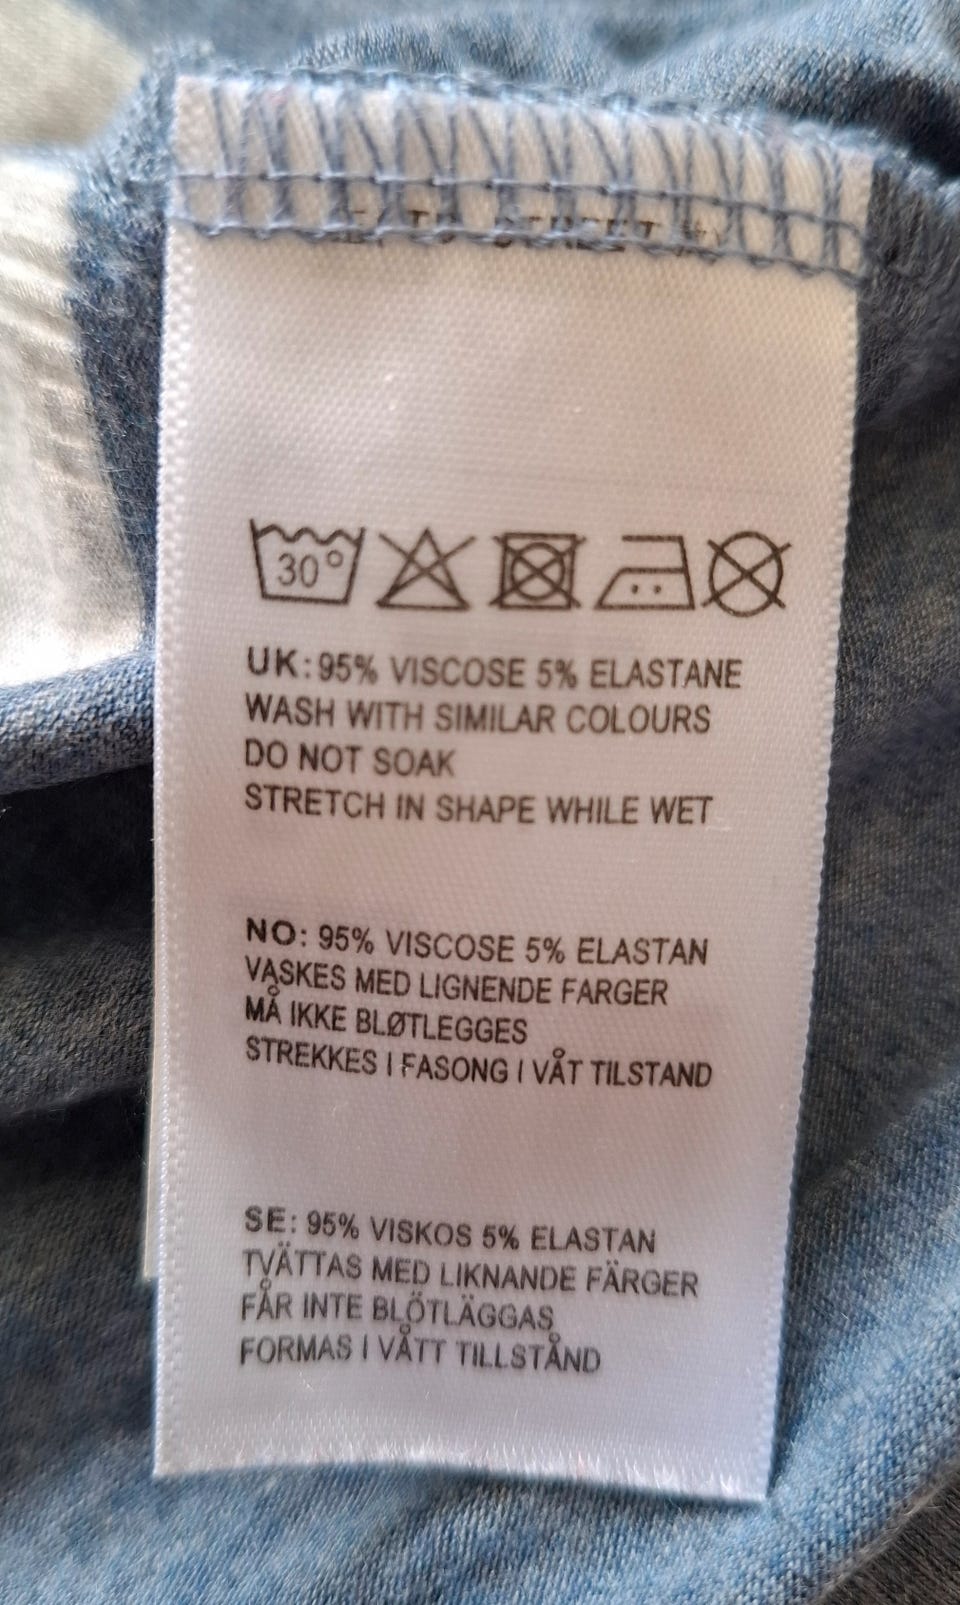 STREET
30°
UK: 95% VISCOSE 5% ELASTANE
WASH WITH SIMILAR COLOURS
DO NOT SOAK
STRETCH IN SHAPE WHILE WET
NO: 95% VISCOSE 5% ELASTAN
VASKES MED LIGNENDE FARGER
MÅ IKKE BLØTLEGGES
STREKKES I FASONG I VÅT TILSTAND
SE: 95% VISKOS 5% ELASTAN
TVÄTTAS MED LIKNANDE FÄRGER
FÅR INTE BLÖTLÄGGAS
FORMAS I VÅTT TILLSTÅND